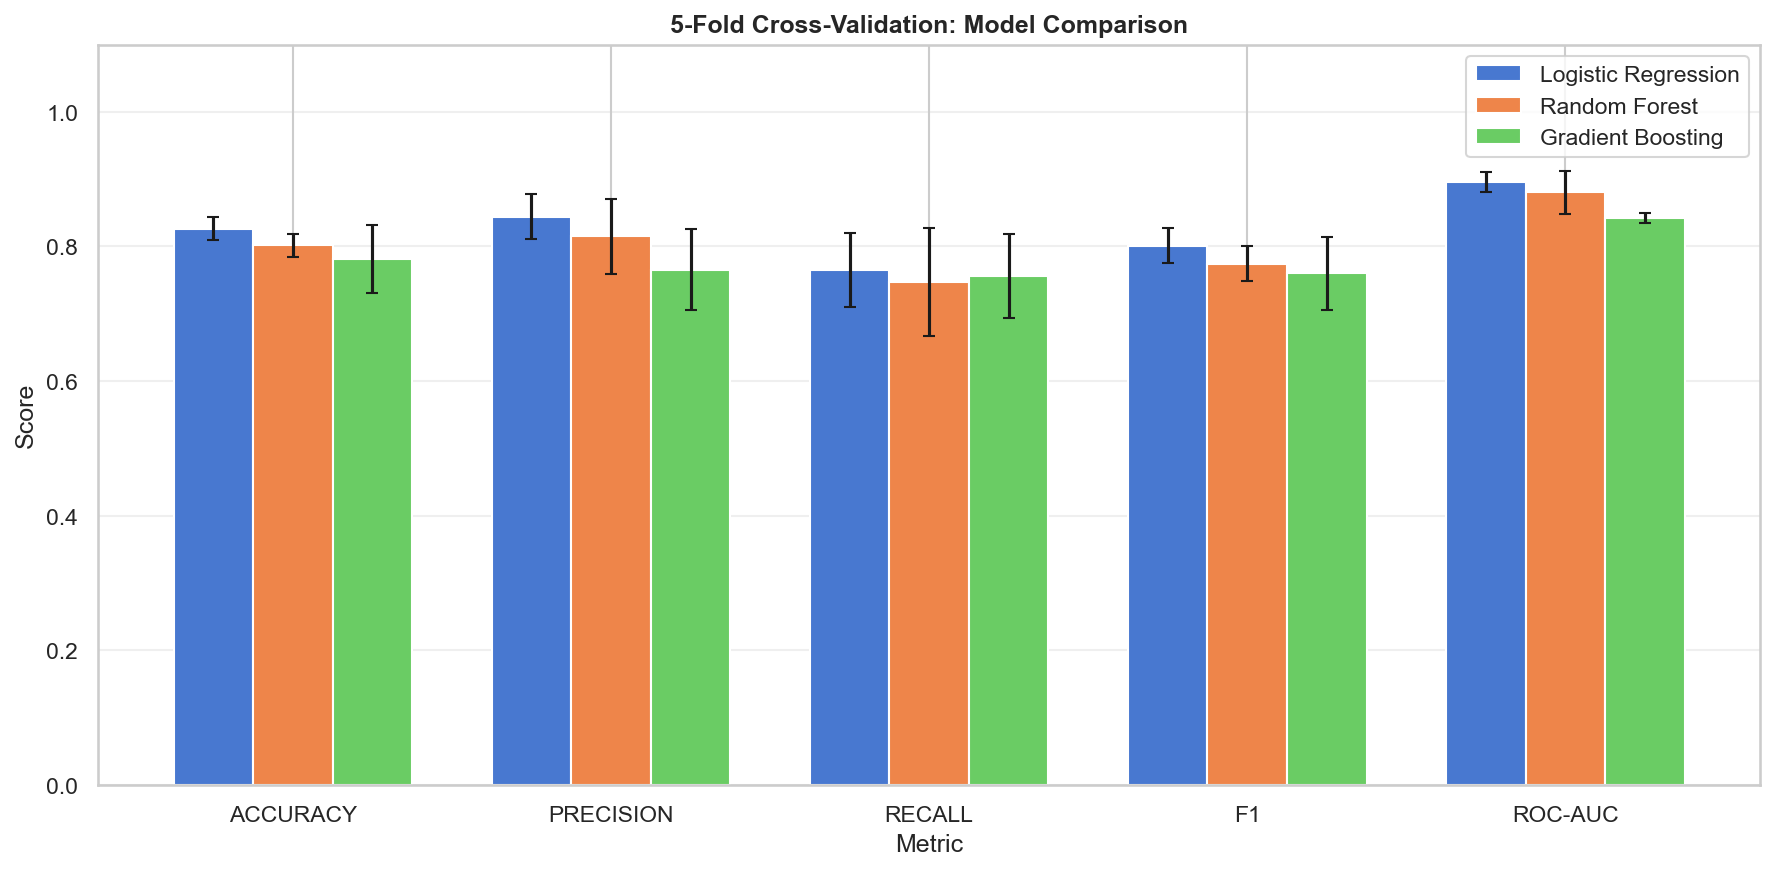 5-Fold Cross-Validation: Model Comparison
Logistic Regression
Random Forest
Gradient Boosting
Score
1.0
0.8
0.6
0.4
0.2
0.0
ACCURACY PRECISION RECALL F1 ROC-AUC
Metric